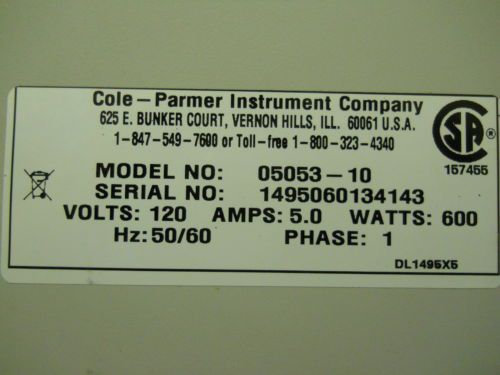 Cole-Parmer Instrument Company
625 E. BUNKER COURT, VERNON HILLS, ILL. 60061 U.S.A.
1-847-549-7600 or Toll-free 1-800-323-4340
SA
157455
MODEL NO: 05053-10
SERIAL NO: 1495060134143
VOLTS: 120 AMPS: 5.0 WATTS: 600
Hz: 50/60 PHASE: 1
DL1495X5